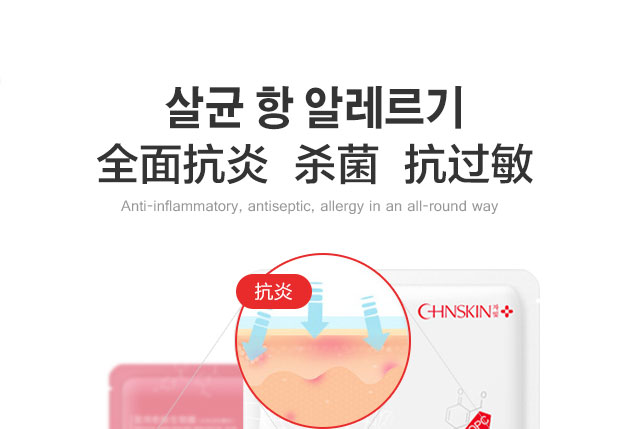 살균 항 알레르기
全面抗炎 杀菌 抗过敏
Anti-inflammatory, antiseptic, allergy in an all-round way
抗炎
CHNSKIN
OPC